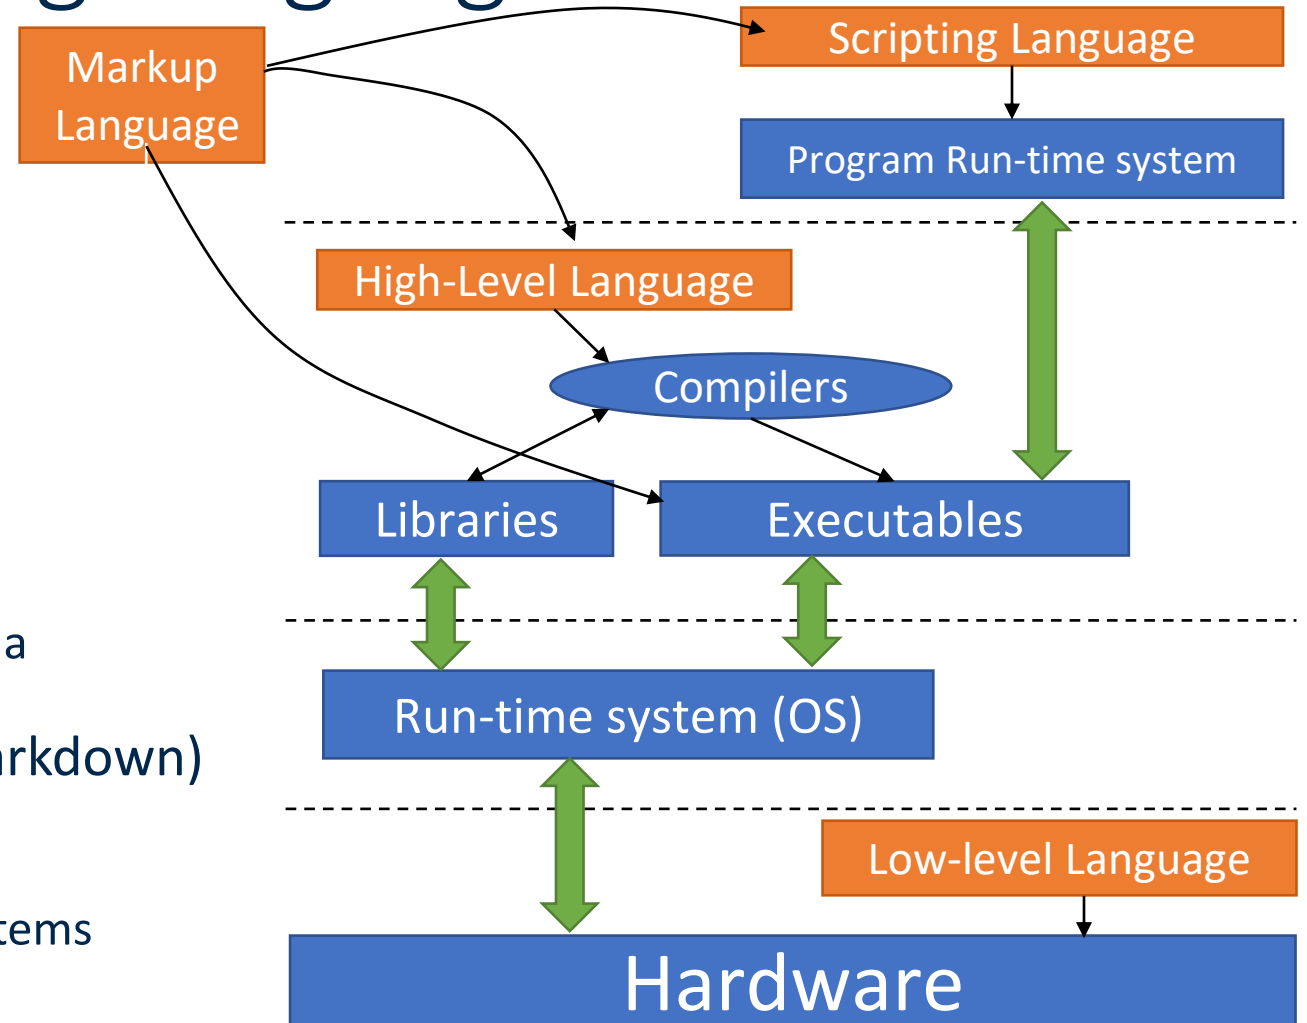 Markup
Language
Scripting Language
Program Run-time system
High-Level Language
Compilers
Libraries
Executables
a
Run-time system (OS)
arkdown)
Low-level Language
tems
Hardware